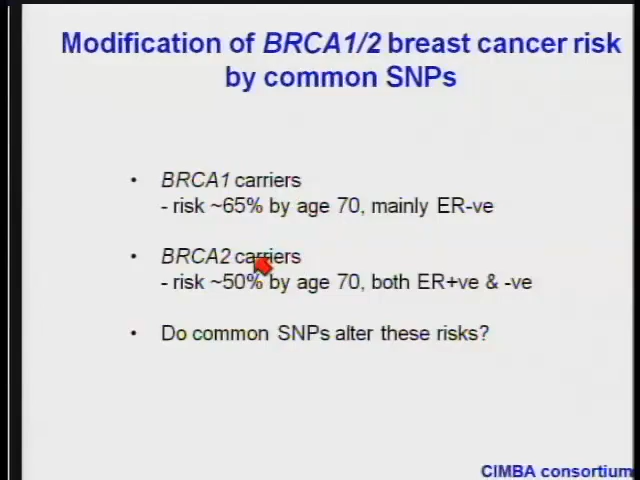 Modification of BRCA1/2 breast cancer risk
by common SNPs
• BRCA1 carriers
- risk ~65% by age 70, mainly ER-ve
• BRCA2 carriers
- risk ~50% by age 70, both ER+ve & -ve
• Do common SNPs alter these risks?
CIMBA consortium